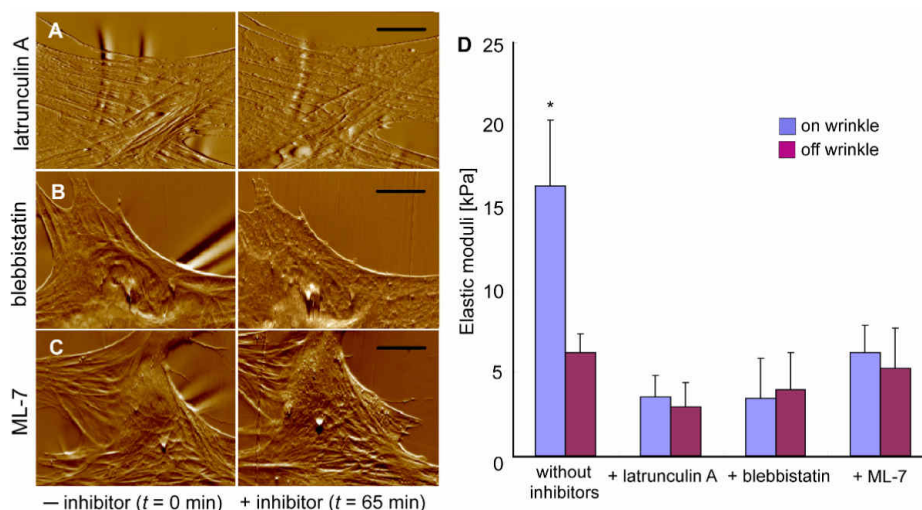 A
latrunculin A
B
blebbistatin
C
ML-7
— inhibitor (t = 0 min)
+ inhibitor (t = 65 min)
D
Elastic moduli [kPa]
25
20
15
10
5
0
*
on wrinkle
off wrinkle
without
inhibitors
+ latrunculin A
+ blebbistatin
+ ML-7